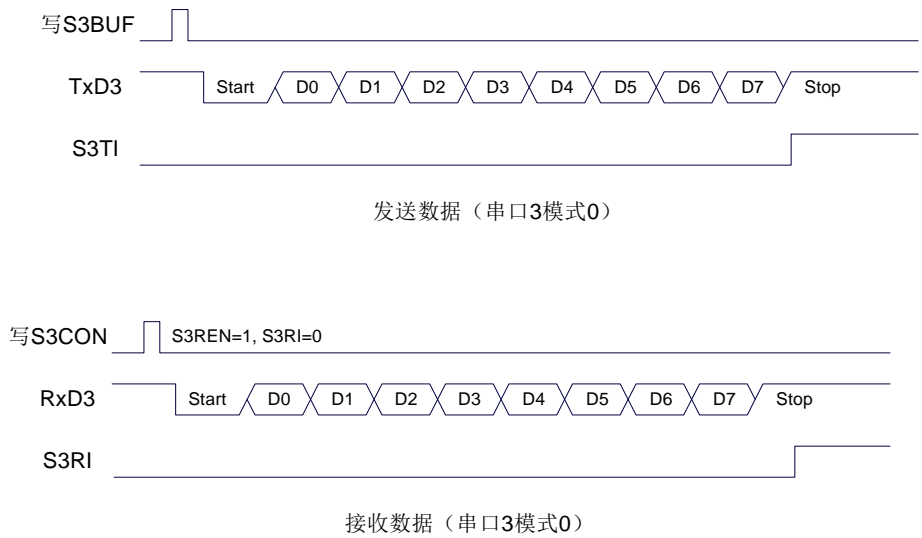 写S3BUF
TxD3 Start D0 D1 D2 D3 D4 D5 D6 D7 Stop
S3TI
发送数据（串口3模式0）
写S3CON S3REN=1, S3RI=0
RxD3 Start D0 D1 D2 D3 D4 D5 D6 D7 Stop
S3RI
接收数据（串口3模式0）